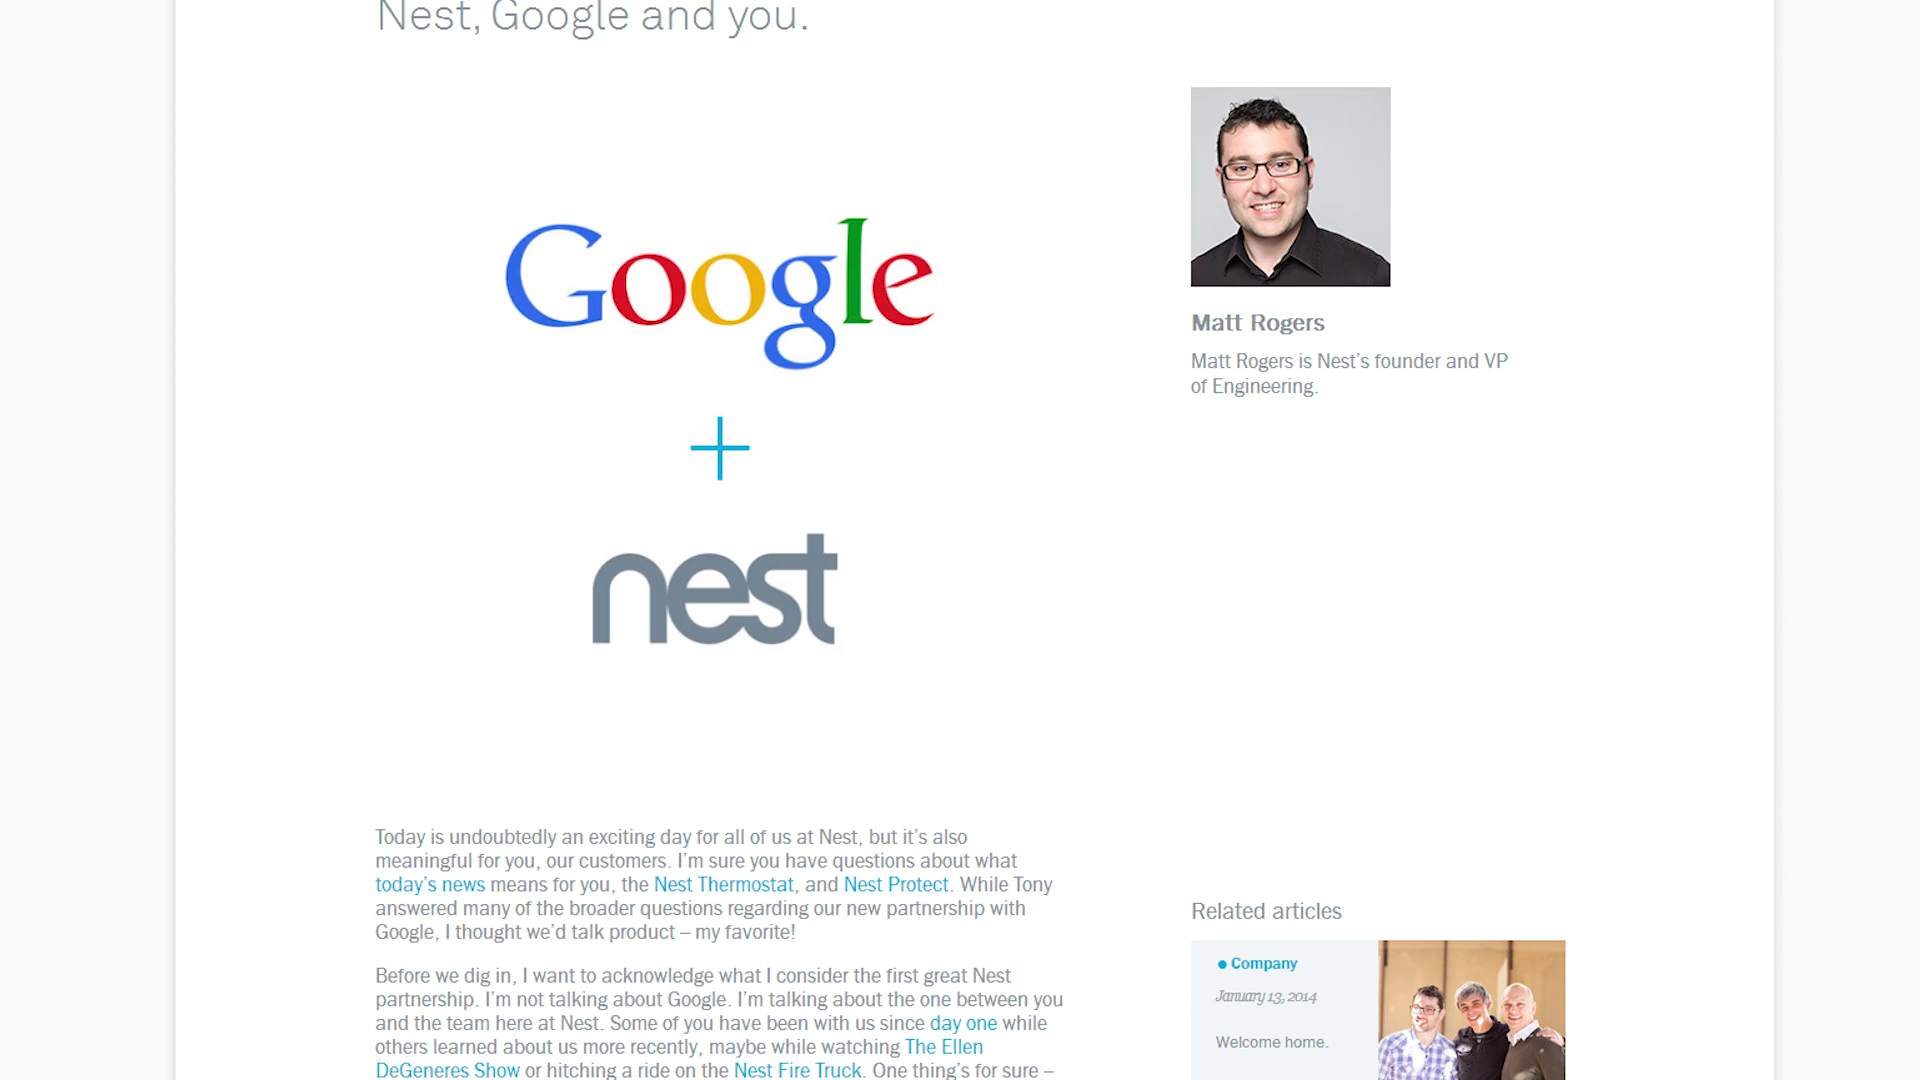 Nest, Google and you.
Google
+
nest
Matt Rogers
Matt Rogers is Nest’s founder and VP
of Engineering.
Today is undoubtedly an exciting day for all of us at Nest, but it’s also
meaningful for you, our customers. I’m sure you have questions about what
today’s news means for you, the Nest Thermostat, and Nest Protect. While Tony
answered many of the broader questions regarding our new partnership with
Google, I thought we’d talk product – my favorite!
Before we dig in, I want to acknowledge what I consider the first great Nest
partnership. I’m not talking about Google. I’m talking about the one between you
and the team here at Nest. Some of you have been with us since day one while
others learned about us more recently, maybe while watching The Ellen
DeGeneres Show or hitching a ride on the Nest Fire Truck. One thing’s for sure –
Related articles
Company
January 13, 2014
Welcome home.